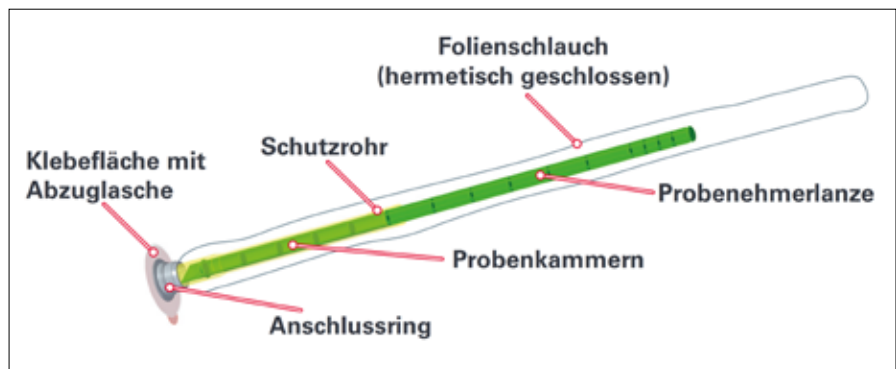 Folienschlauch
(hermetisch geschlossen)
Schutzrohr
Klebefläche mit
Abzuglasche
Probenehmerlanze
Probenkammern
Anschlussring